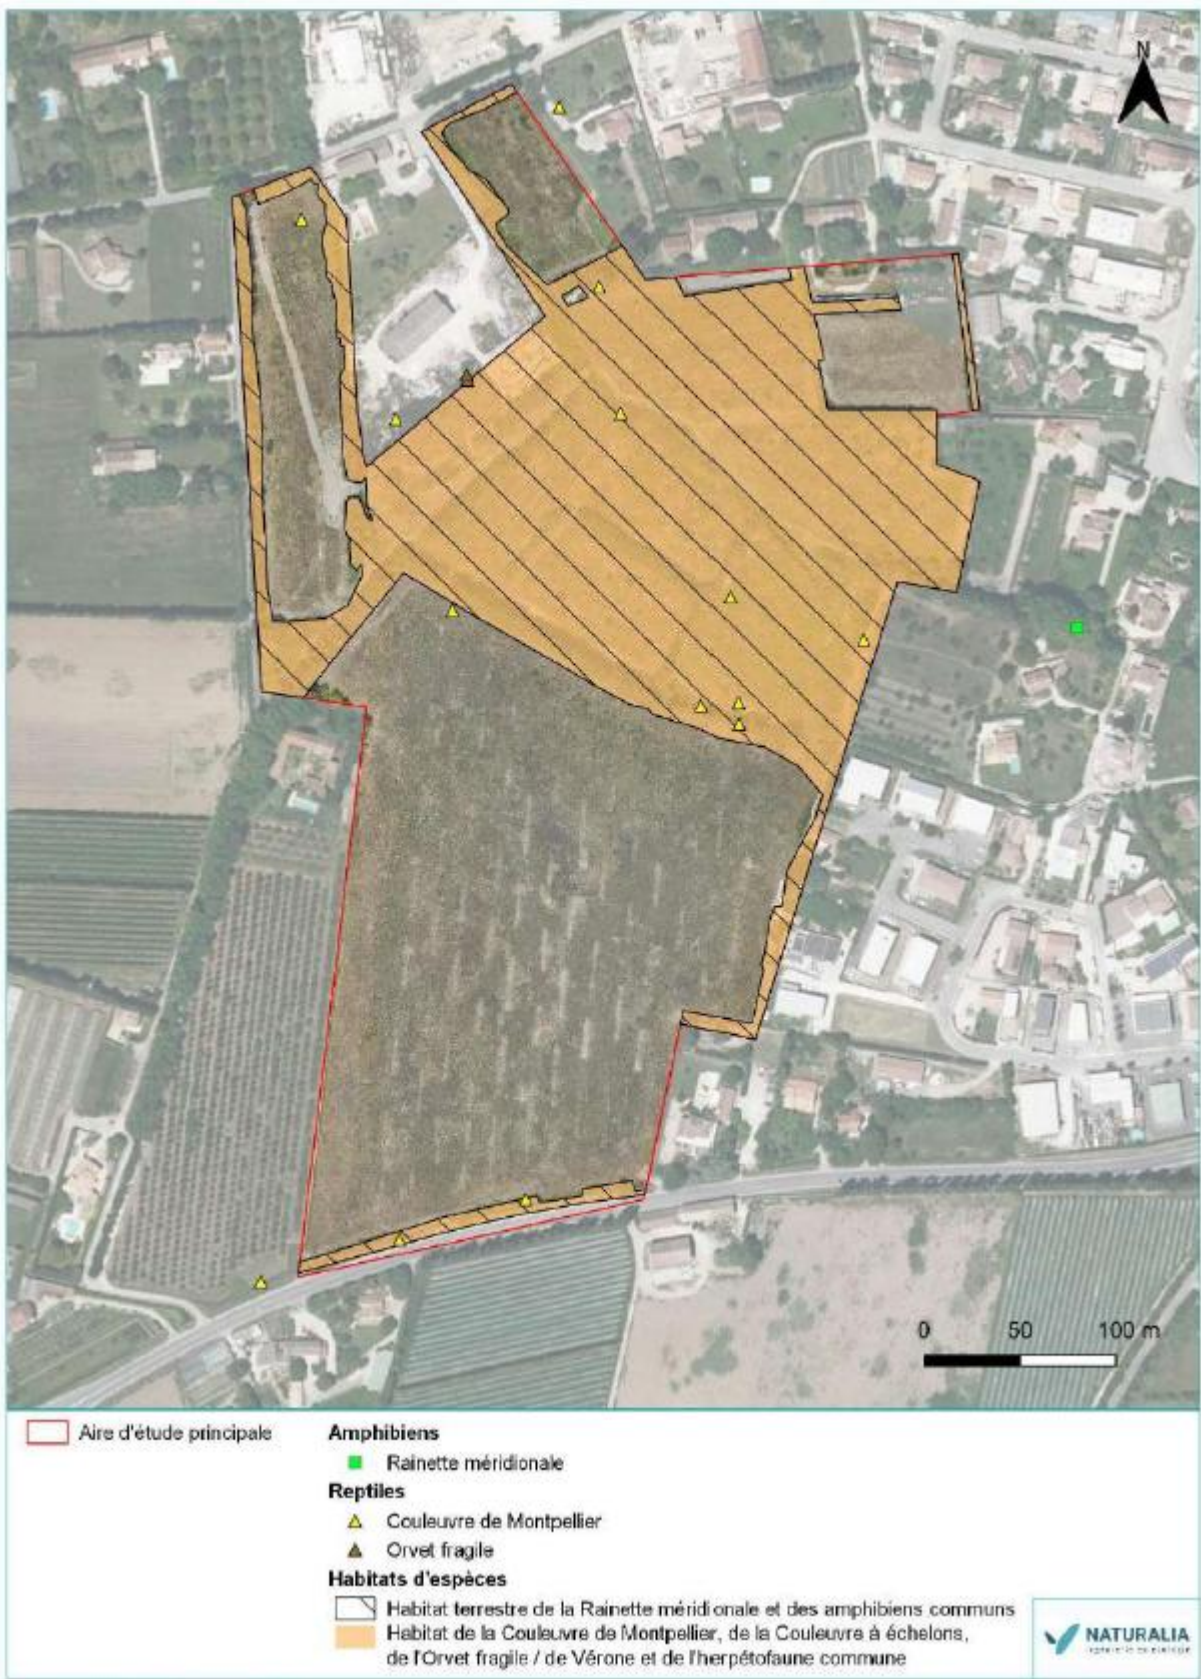 N
0 50 100 m
Aire d'étude principale
Amphibiens
Rainette méridionale
Reptiles
Couleuvre de Montpellier
Orvet fragile
Habitats d'espèces
Habitat terrestre de la Rainette méridionale et des amphibiens communs
Habitat de la Couleuvre de Montpellier, de la Couleuvre à échelons,
de l'Orvet fragile / de Vérone et de l'herpétofaune commune
NATURALIA